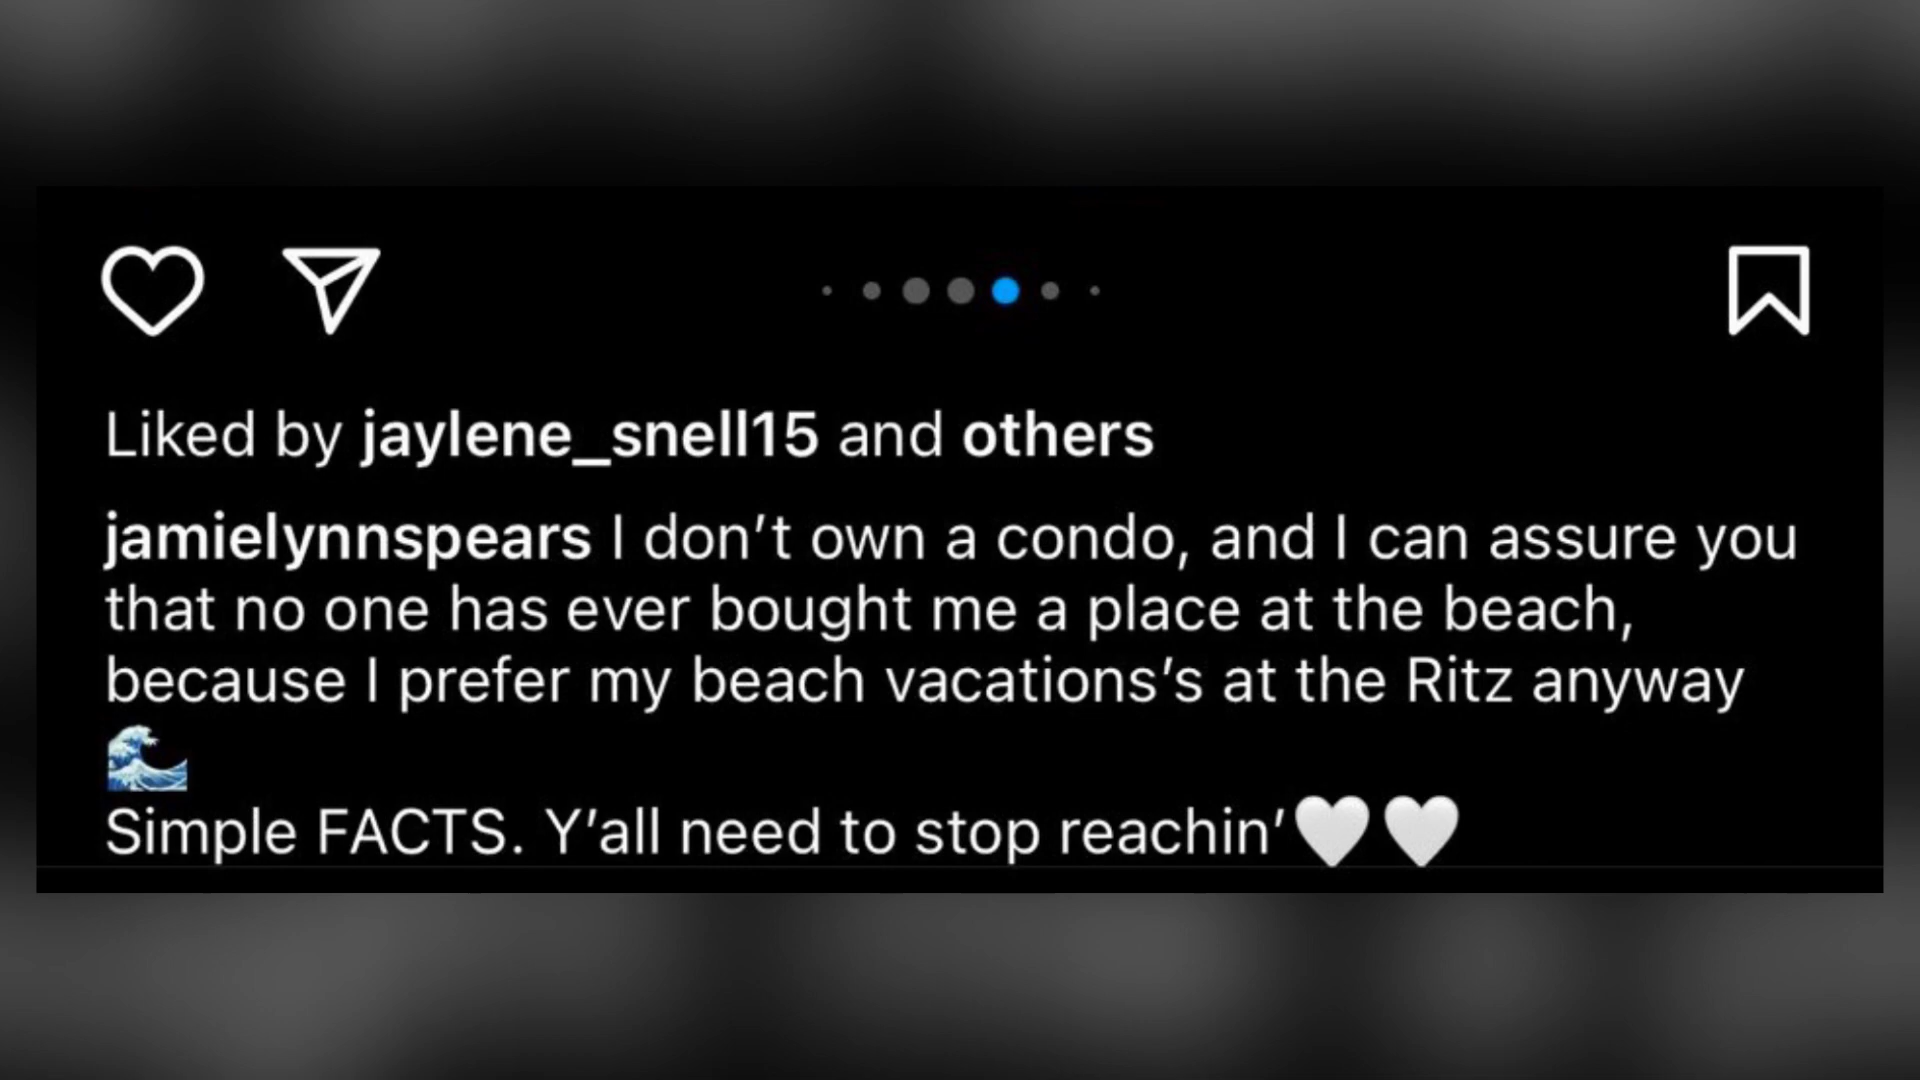 Liked by jaylene_snell15 and others
jamielynnspears I don’t own a condo, and I can assure you
that no one has ever bought me a place at the beach,
because I prefer my beach vacations’s at the Ritz anyway
🌊
Simple FACTS. Y’all need to stop reachin’🤍🤍